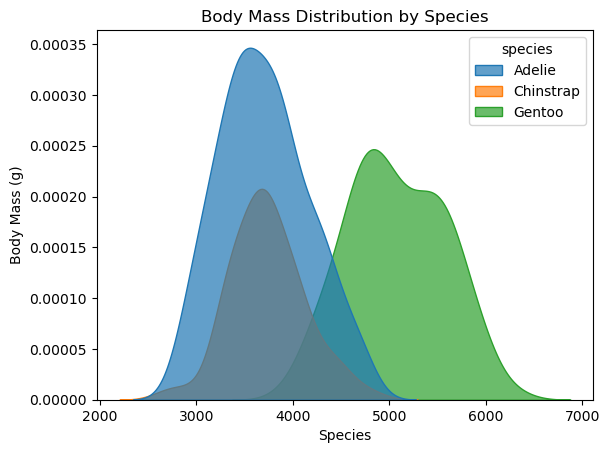 Body Mass Distribution by Species
species
Adelie
Chinstrap
Gentoo
Body Mass (g)
0.00035
0.00030
0.00025
0.00020
0.00015
0.00010
0.00005
0.00000
2000 3000 4000 5000 6000 7000
Species